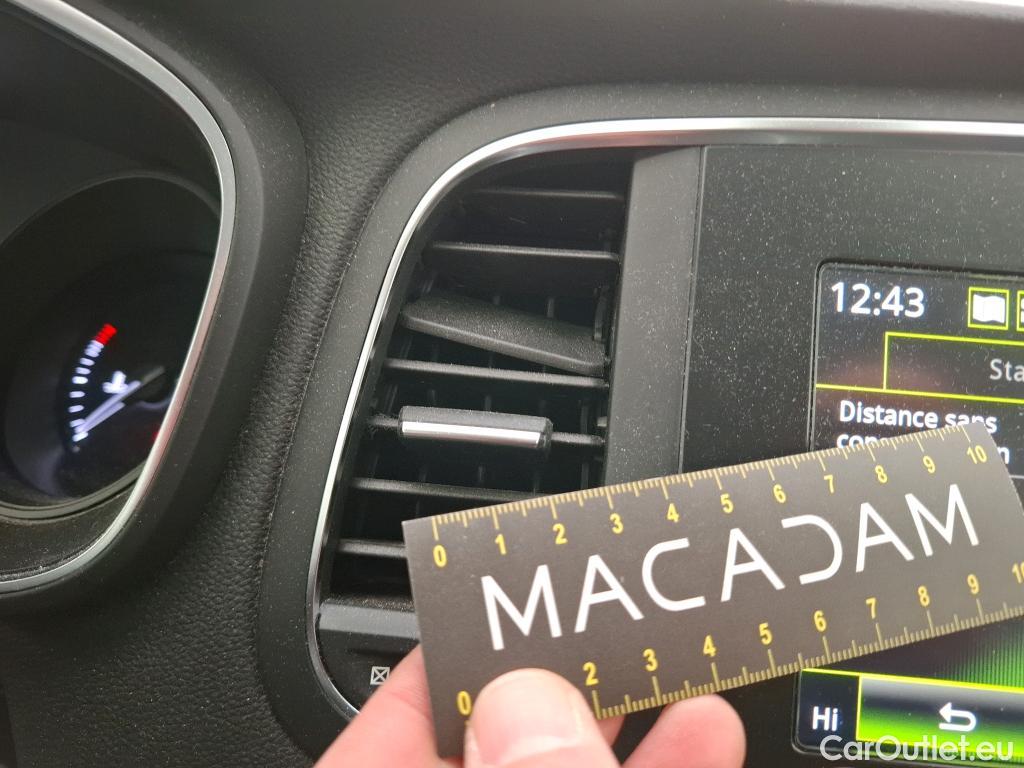 12:43
Sta
Distance sans
0 1 2 3 4 5 6 7 8 9 10
MACADAM
0 2 3 4 5 6 7 8 9 10
Hi
CarOutlet.eu